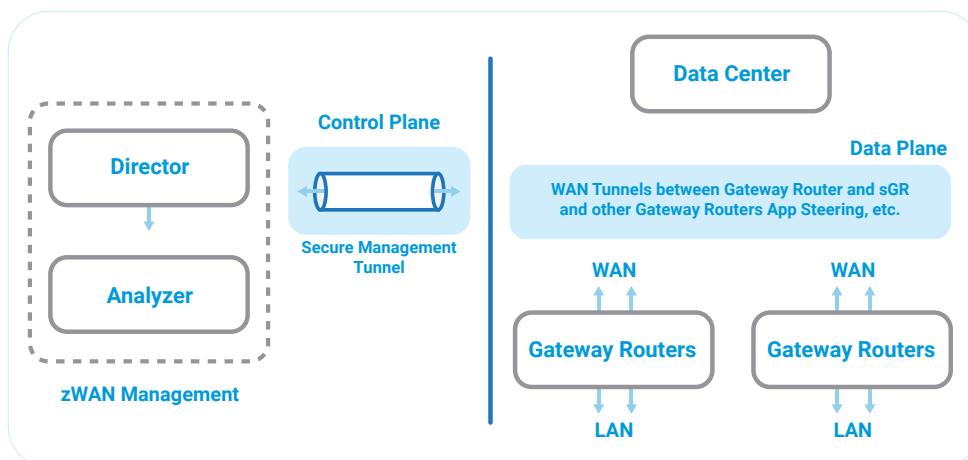 Director
Analyzer
zWAN Management
Control Plane
Secure Management
Tunnel
Data Center
Data Plane
WAN Tunnels between Gateway Router and sGR
and other Gateway Routers App Steering, etc.
WAN
Gateway Routers
LAN
WAN
Gateway Routers
LAN